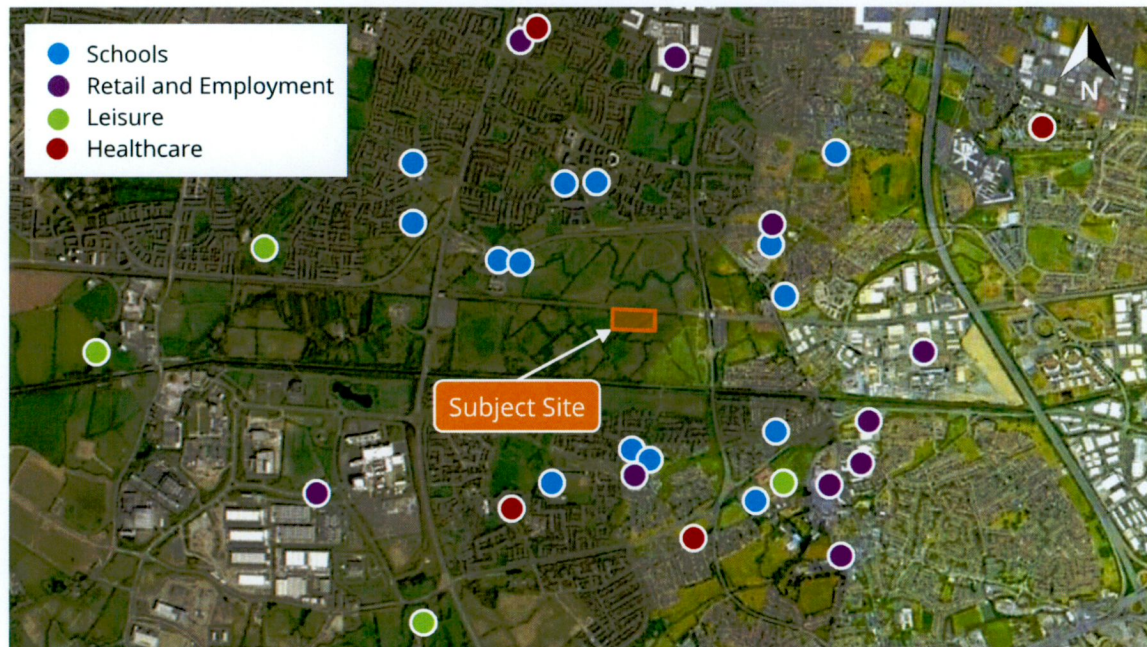 Schools
Retail and Employment
Leisure
Healthcare
N
Subject Site